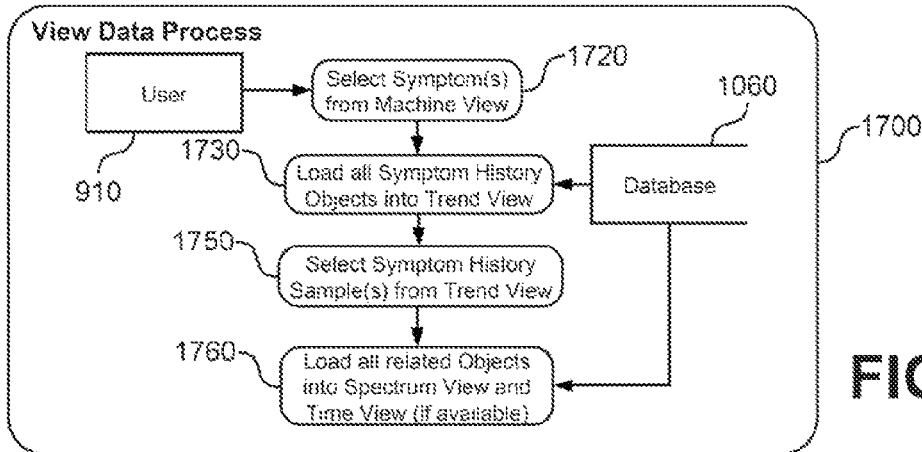 View Data Process
User
910
Select Symptom(s)
from Machine View
1720
1060
1700
1730
Load all Symptom History
Objects into Trend View
Database
1750
Select Symptom History
Sample(s) from Trend View
1760
Load all related Objects
into Spectrum View and
Time View (if available)
FIG